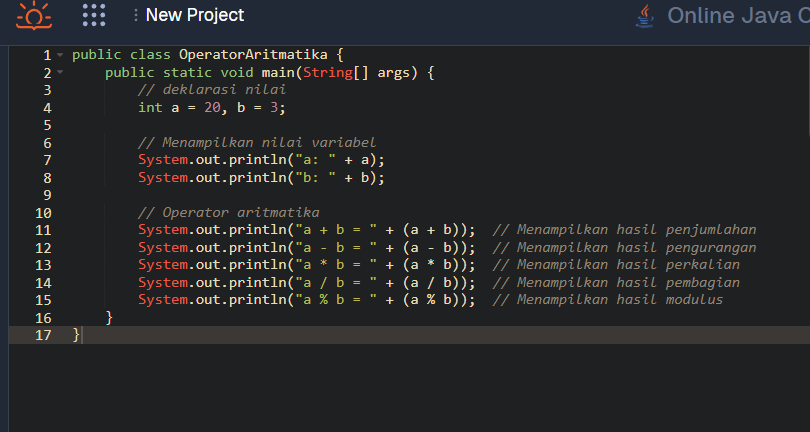 New Project
Online Java C
1 public class OperatorAritmatika {
2     public static void main(String[] args) {
3         // deklarasi nilai
4         int a = 20, b = 3;
5
6         // Menampilkan nilai variabel
7         System.out.println("a: " + a);
8         System.out.println("b: " + b);
9
10         // Operator aritmatika
11         System.out.println("a + b = " + (a + b));  // Menampilkan hasil penjumlahan
12         System.out.println("a - b = " + (a - b));  // Menampilkan hasil pengurangan
13         System.out.println("a * b = " + (a * b));  // Menampilkan hasil perkalian
14         System.out.println("a / b = " + (a / b));  // Menampilkan hasil pembagian
15         System.out.println("a % b = " + (a % b));  // Menampilkan hasil modulus
16     }
17 }